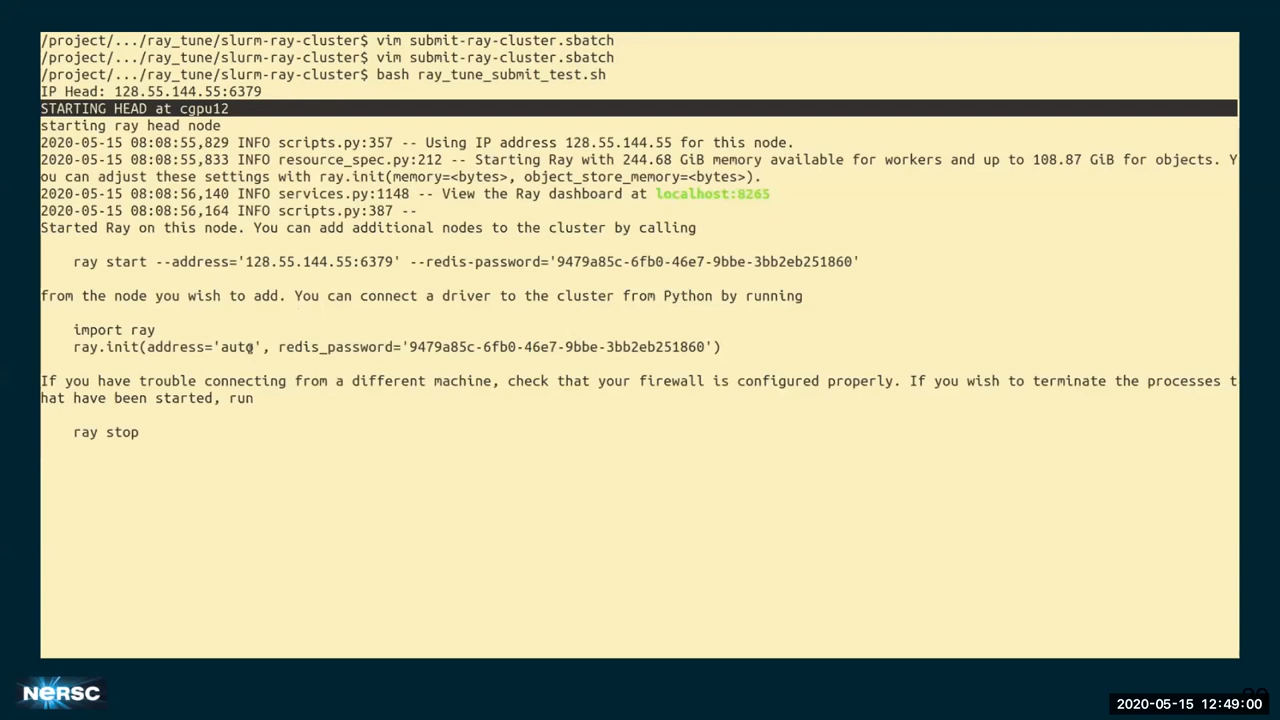 /project/.../ray_tune/slurm-ray-cluster$ vim submit-ray-cluster.sbatch
/project/.../ray_tune/slurm-ray-cluster$ vim submit-ray-cluster.sbatch
/project/.../ray_tune/slurm-ray-cluster$ bash ray_tune_submit_test.sh
IP Head: 128.55.144.55:6379
STARTING HEAD at cgpu12
starting ray head node
2020-05-15 08:08:55,829 INFO scripts.py:357 -- Using IP address 128.55.144.55 for this node.
2020-05-15 08:08:55,833 INFO resource_spec.py:212 -- Starting Ray with 244.68 GiB memory available for workers and up to 108.87 GiB for objects. Y
ou can adjust these settings with ray.init(memory=<bytes>, object_store_memory=<bytes>).
2020-05-15 08:08:56,140 INFO services.py:1148 -- View the Ray dashboard at localhost:8265
2020-05-15 08:08:56,164 INFO scripts.py:387 --
Started Ray on this node. You can add additional nodes to the cluster by calling
ray start --address='128.55.144.55:6379' --redis-password='9479a85c-6fb0-46e7-9bbe-3bb2eb251860'
from the node you wish to add. You can connect a driver to the cluster from Python by running
import ray
ray.init(address='auto', redis_password='9479a85c-6fb0-46e7-9bbe-3bb2eb251860')
If you have trouble connecting from a different machine, check that your firewall is configured properly. If you wish to terminate the processes t
hat have been started, run
ray stop
NERSC
2020-05-15 12:49:00